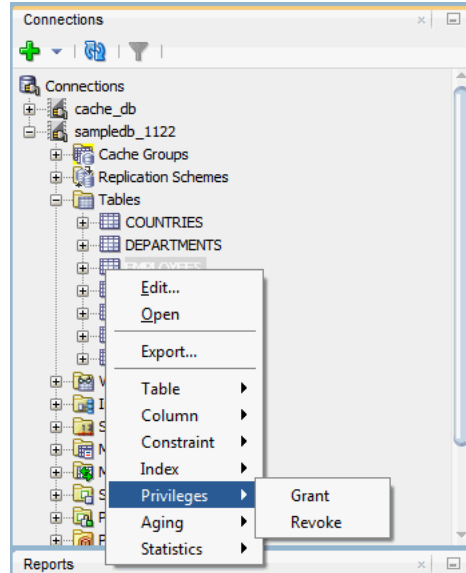 Connections
Connections
cache_db
sampledb_1122
Cache Groups
Replication Schemes
Tables
COUNTRIES
DEPARTMENTS
EMPLOYEES
Edit...
Open
Export...
Table
Column
Constraint
Index
Privileges
Grant
Aging
Revoke
Statistics
Reports